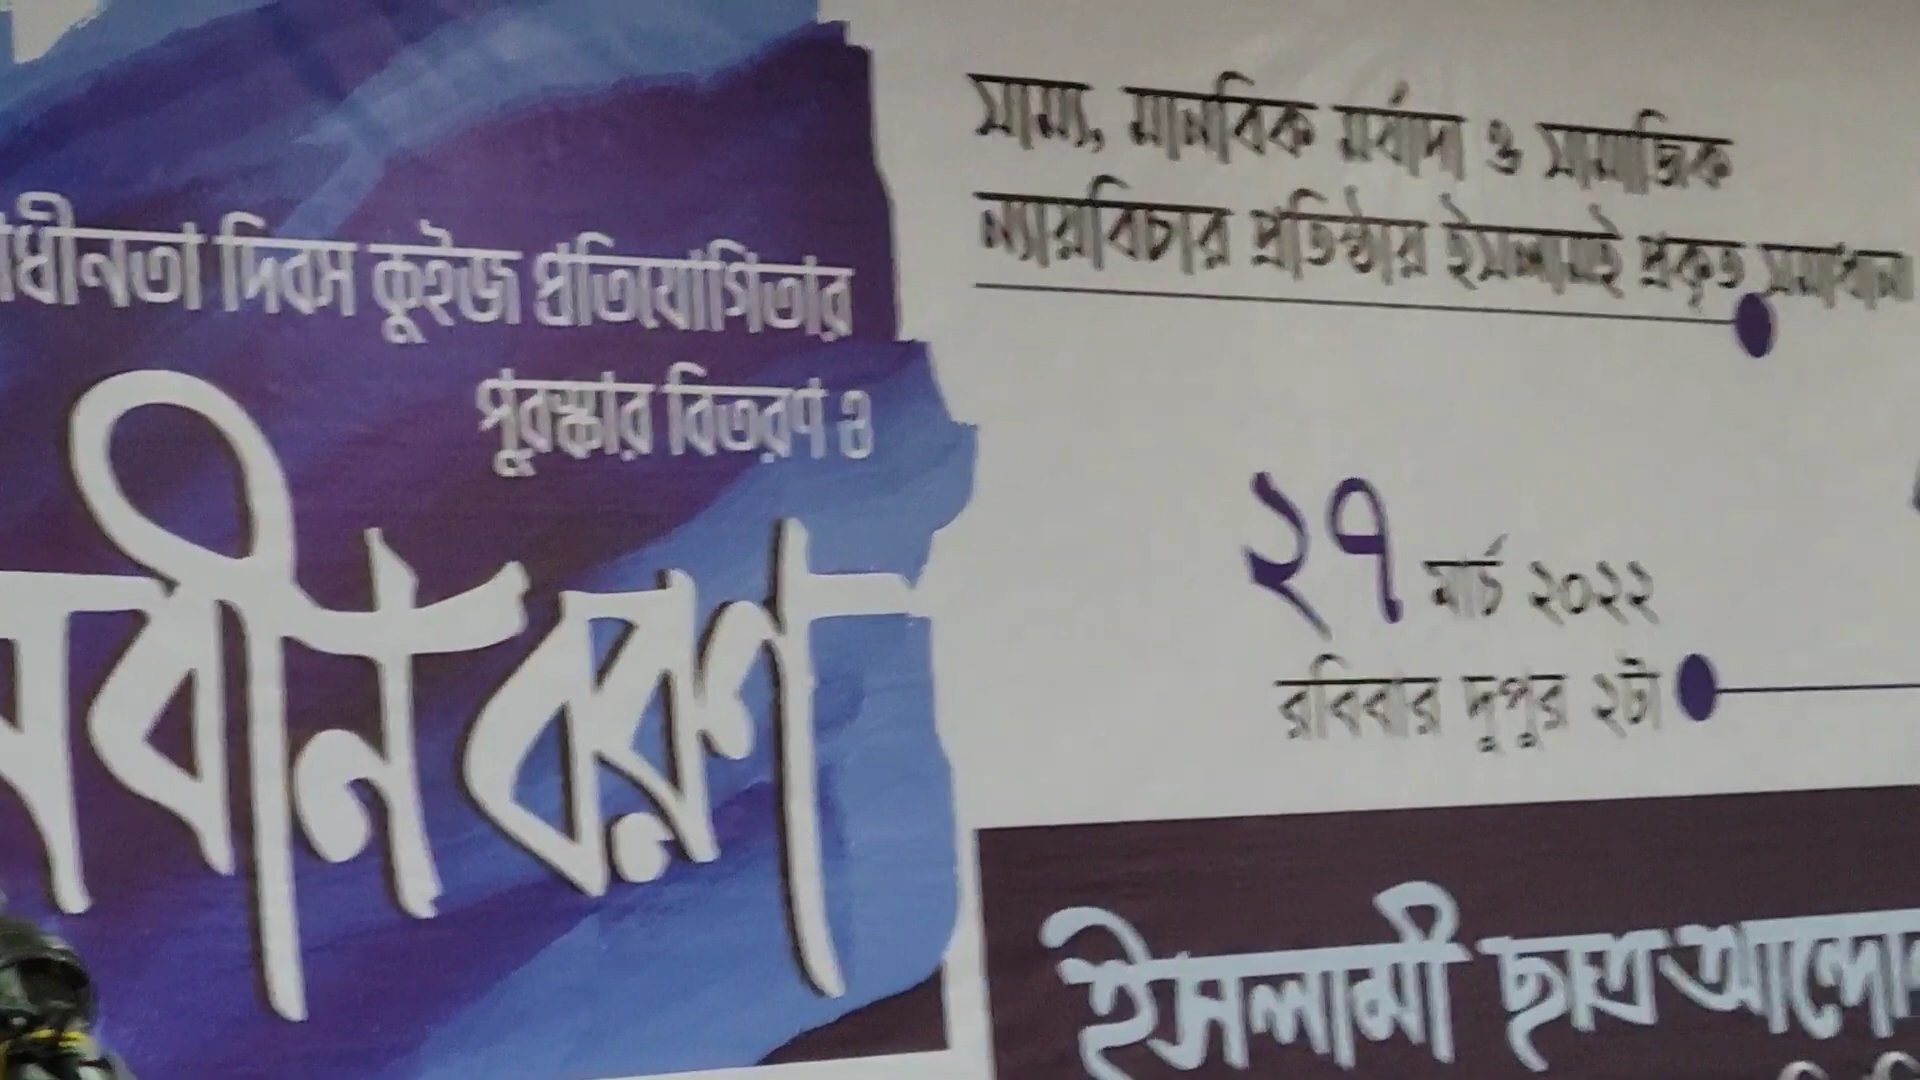 সাম্য, মানবিক মর্যাদা ও সামাজিক
ন্যায়বিচার প্রতিষ্ঠায় ইসলামই প্রকৃত সমাধান
ধীনতা দিবস কুইজ প্রতিযোগিতার
পুরস্কার বিতরণ ও
নবীন বরণ
২৭ মার্চ ২০২২
রবিবার দুপুর ২টা
ইসলামী ছাত্র আন্দোল